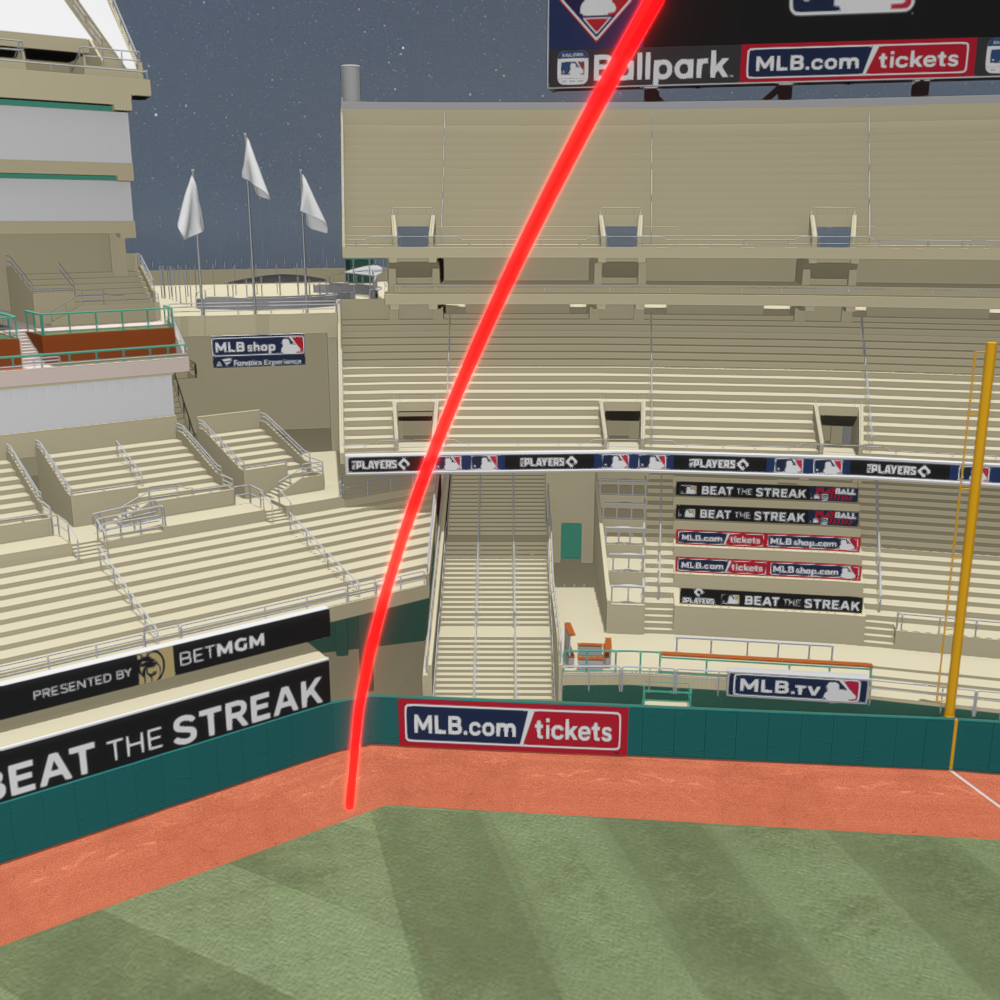 Ballpark
MLB.com / tickets
MLB shop
Fanatics Experience
PLAYERS
PLAYERS
PLAYERS
PLAYERS
BEAT THE STREAK
BEAT THE STREAK
MLB.com / tickets MLBshop.com
MLB.com / tickets MLBshop.com
PLAYERS BEAT THE STREAK
PRESENTED BY BETMGM
BEAT THE STREAK
MLB.TV
MLB.com / tickets